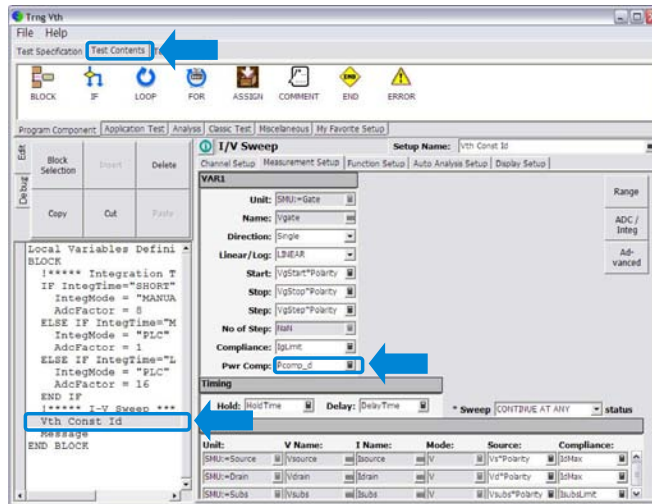 Trng Vth
File Help
Test Specification Test Contents
BLOCK IF LOOP FOR ASSIGN COMMENT END ERROR
Program Component Application Test Analysis Classic Test Miscelaneous My Favorite Setup
Edit
Debug
Block Selection Insert Delete
Copy Cut Paste
I/V Sweep Setup Name: Vth Const Id
Channel Setup Measurement Setup Function Setup Auto Analysis Setup Display Setup
VAR1
Unit: SMU:=Gate
Name: Vgate
Direction: Single
Linear/Log: LINEAR
Start: VgStart*Polarity
Stop: VgStop*Polarity
Step: VgStep*Polarity
No of Step: NaN
Compliance: IgLimit
Pwr Comp: Pcomp_d
Range
ADC / Integ
Ad-vanced
Timing
Hold: HoldTime Delay: DelayTime * Sweep CONTINUE AT ANY status
Unit: V Name: I Name: Mode: Source: Compliance:
SMU:=Source Vsource Isource V Vs*Polarity IdMax
SMU:=Drain Vdrain Idrain V Vd*Polarity IdMax
SMU:=Subs Vsubs Isubs V Vsubs*Polarity IsubsLimit
Local Variables Defini
BLOCK
!***** Integration T
IF IntegTime="SHORT"
IntegMode = "MANUA
AdcFactor = 8
ELSE IF IntegTime="M
IntegMode = "PLC"
AdcFactor = 1
ELSE IF IntegTime="L
IntegMode = "PLC"
AdcFactor = 16
END IF
!***** I-V Sweep ***
Vth Const Id
Message
END BLOCK